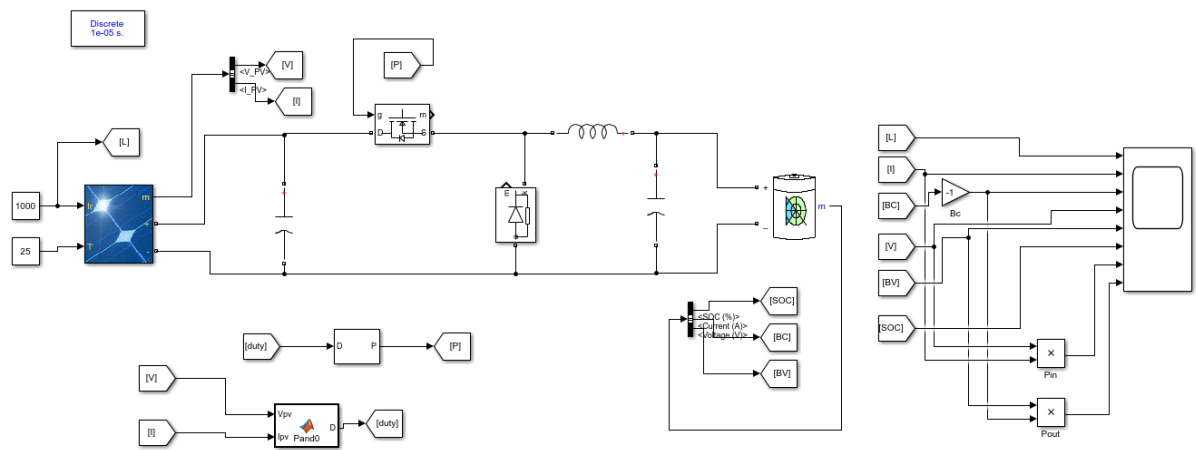 Discrete
1e-05 s.
<V_PV>
[V]
<I_PV>
[I]
[P]
g
m
D
S
[L]
1000
Ir
m
+
25
T
-
m
+
m
–
[L]
[I]
[BC]
-1
Bc
[V]
[BV]
[SOC]
×
Pin
×
Pout
<SOC (%)>
[SOC]
<Current (A)>
[BC]
<Voltage (V)>
[BV]
[duty]
D
P
[P]
[V]
[I]
Vpv
Ipv
D
PandO
[duty]